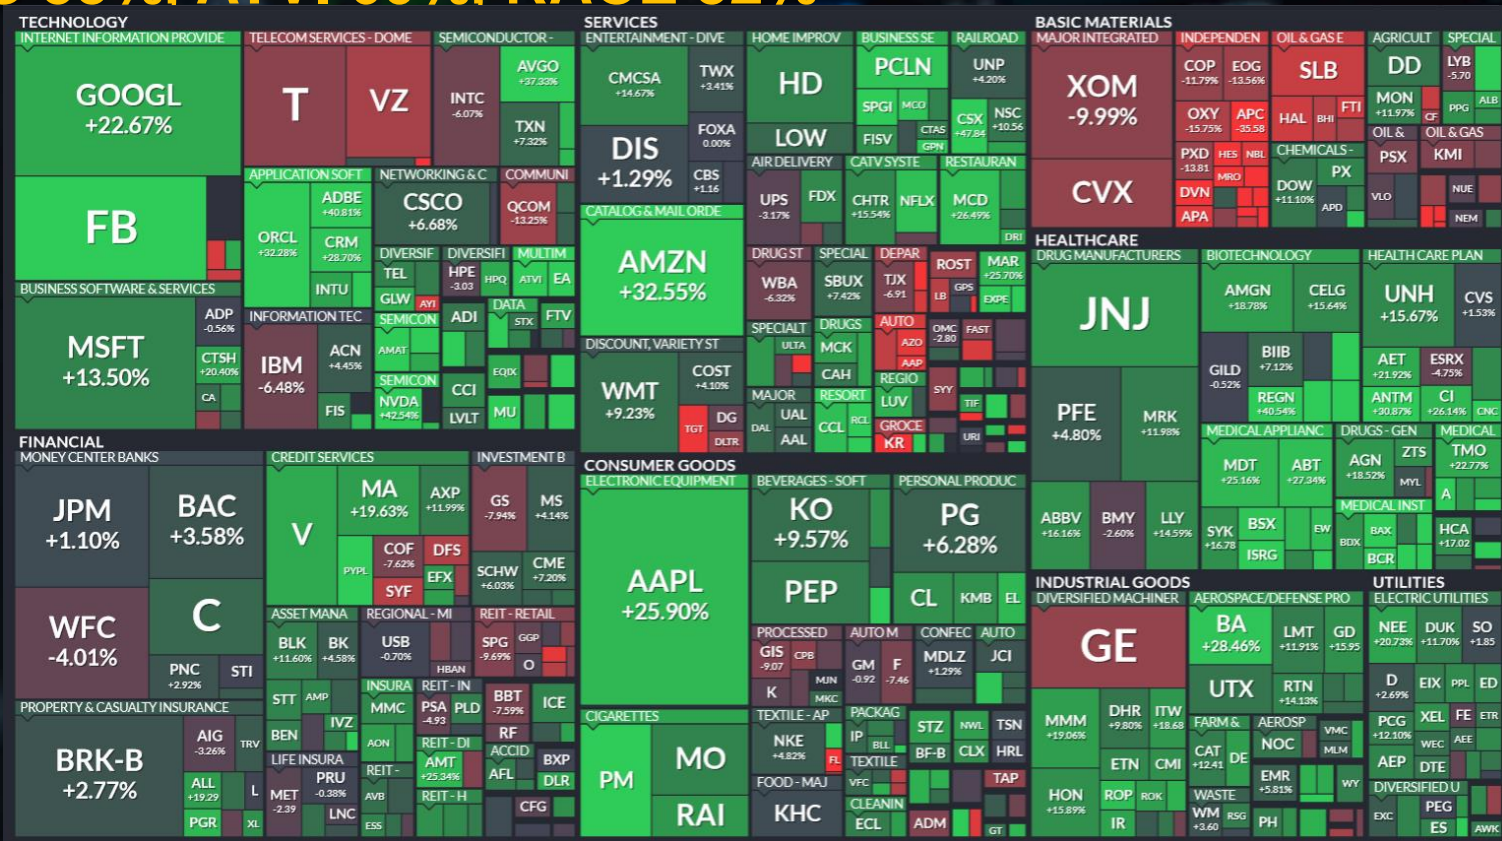 TECHNOLOGY
INTERNET INFORMATION PROVIDE
GOOGL
+22.67%
FB
TELECOM SERVICES - DOME
T
VZ
SEMICONDUCTOR -
INTC
-6.07%
AVGO
+37.33%
TXN
+7.32%
APPLICATION SOFT
ORCL
+32.28%
ADBE
+40.81%
CRM
+28.70%
INTU
NETWORKING & C
CSCO
+6.68%
COMMUNI
QCOM
-13.25%
BUSINESS SOFTWARE & SERVICES
MSFT
+13.50%
ADP
-0.56%
CTSH
+20.40%
CA
INFORMATION TEC
IBM
-6.48%
ACN
+4.45%
FIS
DIVERSIF
TEL
GLW
AYI
DIVERSIFI
HPE
-3.03
HPQ
MULTIM
ATVI
EA
SEMICON
AMAT
ADI
DATA
STX
FTV
SEMICON
NVDA
+42.54%
CCI
LVLT
EQIX
MU
SERVICES
ENTERTAINMENT - DIVE
CMCSA
+14.67%
TWX
+3.41%
DIS
+1.29%
FOXA
0.00%
CBS
+1.16
HOME IMPROV
HD
LOW
BUSINESS SE
PCLN
SPGI
MCO
FISV
CTAS
GPN
RAILROAD
UNP
+4.20%
CSX
+47.84
NSC
+10.56
AIR DELIVERY
UPS
-3.17%
FDX
CATV SYSTE
CHTR
+15.54%
NFLX
RESTAURAN
MCD
+26.49%
DRI
CATALOG & MAIL ORDE
AMZN
+32.55%
DRUG ST
WBA
-6.32%
SPECIAL
SBUX
+7.42%
DEPAR
TJX
-6.91
ROST
LB
GPS
MAR
+25.70%
EXPE
DISCOUNT, VARIETY ST
WMT
+9.23%
COST
+4.10%
TGT
DG
DLTR
SPECIALT
ULTA
DRUGS
MCK
CAH
AUTO
AZO
AAP
OMC
-2.80
FAST
MAJOR
DAL
UAL
AAL
RESORT
CCL
RCL
REGIO
LUV
GROCE
KR
SYY
TIF
URI
BASIC MATERIALS
MAJOR INTEGRATED
XOM
-9.99%
CVX
INDEPENDEN
COP
-11.79%
EOG
-13.56%
OXY
-15.75%
APC
-35.58
PXD
-13.81
HES
NBL
MRO
DVN
APA
OIL & GAS E
SLB
HAL
BHI
FTI
CHEMICALS -
DOW
+11.10%
PX
APD
AGRICULT
DD
MON
+11.97%
CF
SPECIAL
LYB
-5.70
PPG
ALB
OIL &
PSX
VLO
OIL & GAS
KMI
NUE
NEM
HEALTHCARE
DRUG MANUFACTURERS
JNJ
PFE
+4.80%
MRK
+11.98%
ABBV
+16.16%
BMY
-2.60%
LLY
+14.59%
BIOTECHNOLOGY
AMGN
+18.78%
CELG
+15.64%
GILD
-0.52%
BIIB
+7.12%
REGN
+40.54%
HEALTH CARE PLAN
UNH
+15.67%
CVS
+1.53%
AET
+21.92%
ESRX
-4.75%
ANTM
+30.87%
CI
+26.14%
CNC
MEDICAL APPLIANC
MDT
+25.16%
ABT
+27.34%
SYK
+16.78
BSX
EW
ISRG
DRUGS - GEN
AGN
+18.52%
ZTS
MYL
MEDICAL
TMO
+22.77%
A
MEDICAL INST
BDX
BAX
BCR
HCA
+17.02
FINANCIAL
MONEY CENTER BANKS
JPM
+1.10%
BAC
+3.58%
WFC
-4.01%
C
PNC
+2.92%
STI
CREDIT SERVICES
V
MA
+19.63%
AXP
+11.99%
PYPL
COF
-7.62%
DFS
SYF
EFX
INVESTMENT B
GS
-7.94%
MS
+4.14%
SCHW
+6.03%
CME
+7.20%
PROPERTY & CASUALTY INSURANCE
BRK-B
+2.77%
AIG
-3.26%
TRV
ALL
+19.29
L
PGR
XL
ASSET MANA
BLK
+11.60%
BK
+4.58%
STT
AMP
BEN
IVZ
REGIONAL - MI
USB
-0.70%
HBAN
REIT - RETAIL
SPG
-9.69%
GGP
O
INSURA
MMC
AON
REIT - IN
PSA
-4.93
PLD
BBT
-7.59%
RF
ICE
LIFE INSURA
MET
-2.39
PRU
-0.38%
LNC
REIT -
AVB
ESS
REIT - DI
AMT
+25.34%
REIT - H
ACCID
AFL
BXP
DLR
CFG
CONSUMER GOODS
ELECTRONIC EQUIPMENT
AAPL
+25.90%
BEVERAGES - SOFT
KO
+9.57%
PEP
PERSONAL PRODUC
PG
+6.28%
CL
KMB
EL
CIGARETTES
PM
MO
RAI
PROCESSED
GIS
-9.07
CPB
K
MJN
MKC
AUTO M
GM
-0.92
F
-7.46
CONFEC
MDLZ
+1.29%
AUTO
JCI
TEXTILE - AP
NKE
+4.82%
FL
PACKAG
IP
BLL
STZ
NWL
TSN
BF-B
CLX
HRL
FOOD - MAJ
KHC
TEXTILE
VFC
CLEANIN
ECL
ADM
TAP
GT
INDUSTRIAL GOODS
DIVERSIFIED MACHINER
GE
MMM
+19.06%
DHR
+9.80%
ITW
+18.68
ETN
CMI
HON
+15.89%
ROP
ROK
IR
AEROSPACE/DEFENSE PRO
BA
+28.46%
LMT
+11.91%
GD
+15.95
UTX
RTN
+14.13%
FARM &
CAT
+12.41
DE
AEROSP
NOC
VMC
MLM
EMR
+5.81%
WY
WASTE
WM
+3.60
RSG
PH
UTILITIES
ELECTRIC UTILITIES
NEE
+20.73%
DUK
+11.70%
SO
+1.85
D
+2.69%
EIX
PPL
ED
PCG
+12.10%
XEL
FE
ETR
WEC
AEE
AEP
DTE
DIVERSIFIED U
EXC
PEG
ES
AWK